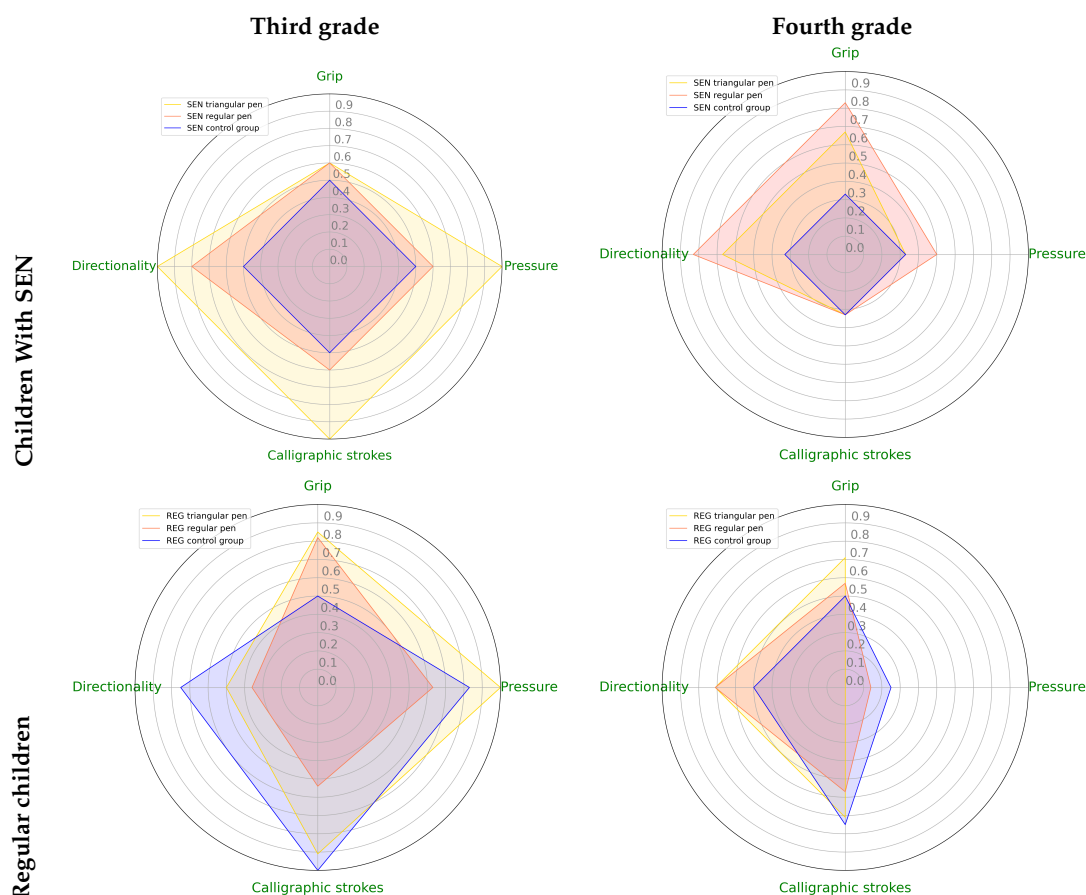 Third grade
Fourth grade
Children With SEN
Regular children
Grip
SEN triangular pen
SEN regular pen
SEN control group
0.9
0.8
0.7
0.6
0.5
0.4
0.3
0.2
0.1
0.0
Directionality
Pressure
Calligraphic strokes
Grip
SEN triangular pen
SEN regular pen
SEN control group
0.9
0.8
0.7
0.6
0.5
0.4
0.3
0.2
0.1
0.0
Directionality
Pressure
Calligraphic strokes
Grip
REG triangular pen
REG regular pen
REG control group
0.9
0.8
0.7
0.6
0.5
0.4
0.3
0.2
0.1
0.0
Directionality
Pressure
Calligraphic strokes
Grip
REG triangular pen
REG regular pen
REG control group
0.9
0.8
0.7
0.6
0.5
0.4
0.3
0.2
0.1
0.0
Directionality
Pressure
Calligraphic strokes